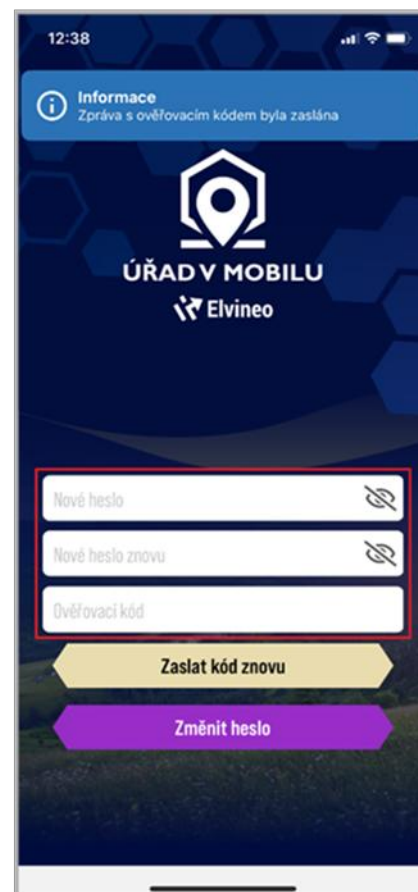 12:38
Informace
Zpráva s ověřovacím kódem byla zaslána
ÚŘAD V MOBILU
Elvineo
Nové heslo
Nové heslo znovu
Ověřovací kód
Zaslat kód znovu
Změnit heslo